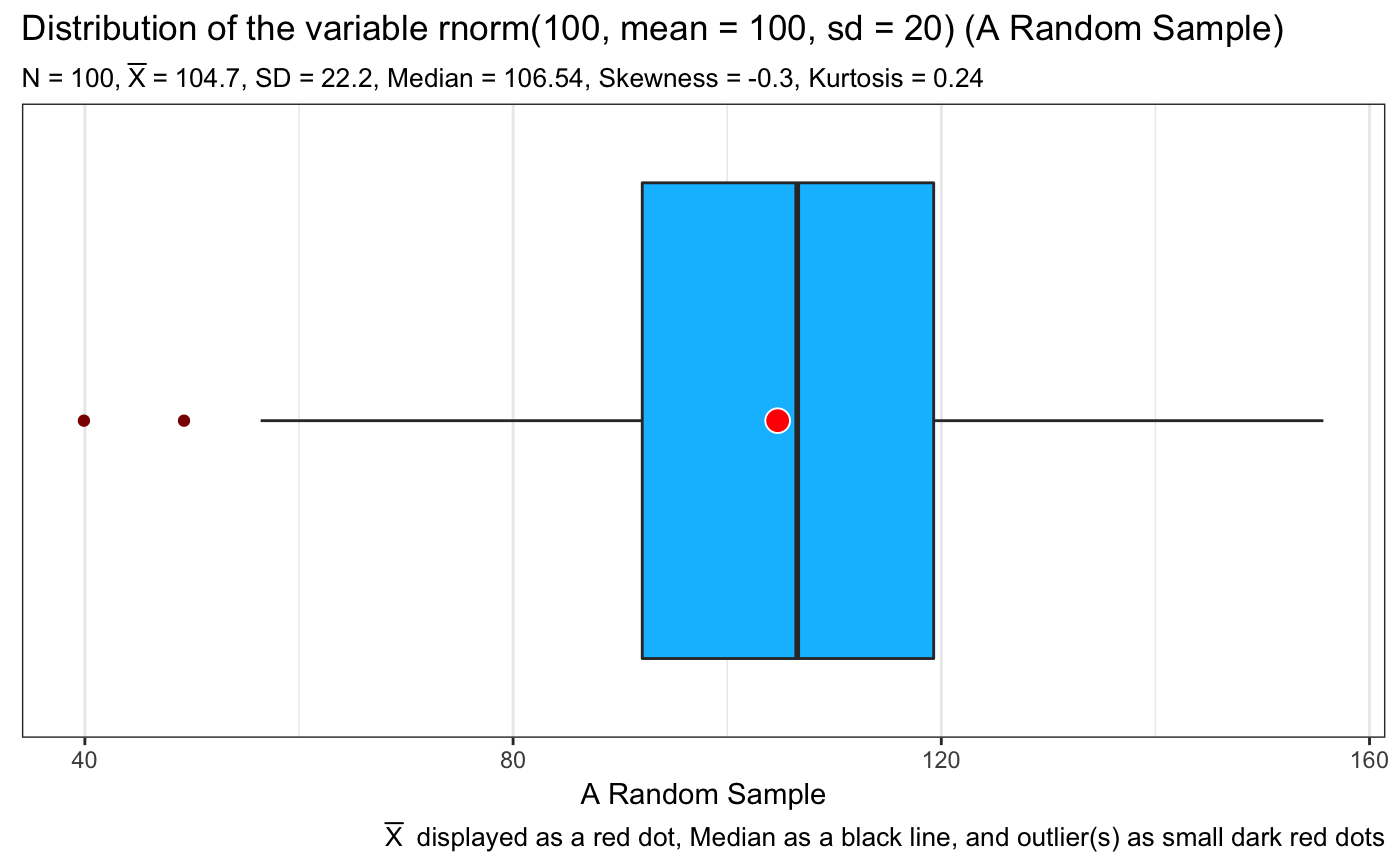 Distribution of the variable rnorm(100, mean = 100, sd = 20) (A Random Sample)
N = 100, X̅ = 104.7, SD = 22.2, Median = 106.54, Skewness = -0.3, Kurtosis = 0.24
40 80 120 160
A Random Sample
X̅ displayed as a red dot, Median as a black line, and outlier(s) as small dark red dots